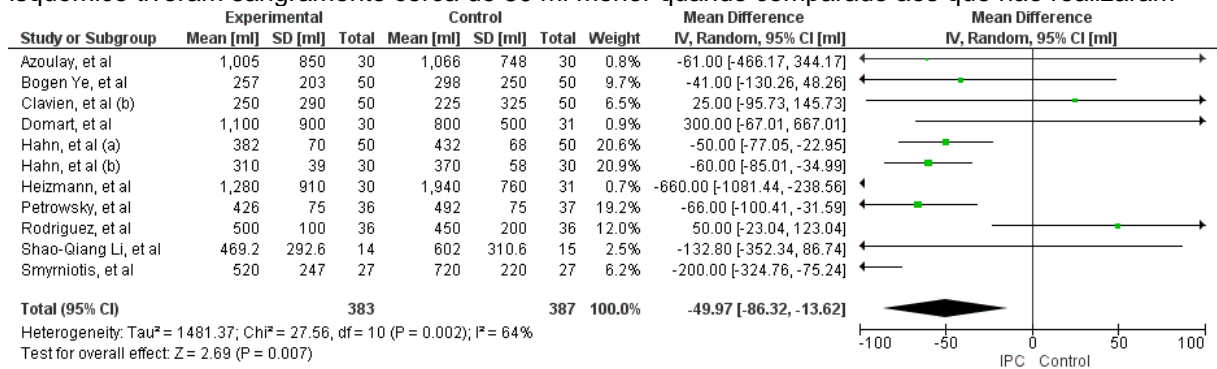 isquêmico tiveram sangramento cerca de 50 ml menor quando comparado aos que não realizaram
Experimental Control Mean Difference Mean Difference
Study or Subgroup Mean [ml] SD [ml] Total Mean [ml] SD [ml] Total Weight IV, Random, 95% CI [ml] IV, Random, 95% CI [ml]
Azoulay, et al 1,005 850 30 1,066 748 30 0.8% -61.00 [-466.17, 344.17]
Bogen Ye, et al 257 203 50 298 250 50 9.7% -41.00 [-130.26, 48.26]
Clavien, et al (b) 250 290 50 225 325 50 6.5% 25.00 [-95.73, 145.73]
Domart, et al 1,100 900 30 800 500 31 0.9% 300.00 [-67.01, 667.01]
Hahn, et al (a) 382 70 50 432 68 50 20.6% -50.00 [-77.05, -22.95]
Hahn, et al (b) 310 39 30 370 58 30 20.9% -60.00 [-85.01, -34.99]
Heizmann, et al 1,280 910 30 1,940 760 31 0.7% -660.00 [-1081.44, -238.56]
Petrowsky, et al 426 75 36 492 75 37 19.2% -66.00 [-100.41, -31.59]
Rodriguez, et al 500 100 36 450 200 36 12.0% 50.00 [-23.04, 123.04]
Shao-Qiang Li, et al 469.2 292.6 14 602 310.6 15 2.5% -132.80 [-352.34, 86.74]
Smyrniotis, et al 520 247 27 720 220 27 6.2% -200.00 [-324.76, -75.24]
Total (95% CI) 383 387 100.0% -49.97 [-86.32, -13.62]
Heterogeneity: Tau² = 1481.37; Chi² = 27.56, df = 10 (P = 0.002); I² = 64%
Test for overall effect: Z = 2.69 (P = 0.007)
-100 -50 0 50 100
IPC Control